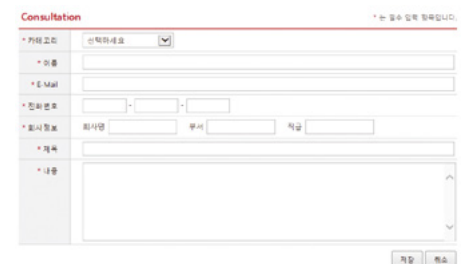 Consultation
* 는 필수 입력 항목입니다.
* 카테고리 선택하세요
* 이름
* E-Mail
* 전화번호 - -
* 회사정보 회사명 부서 직급
* 제목
* 내용
저장 취소